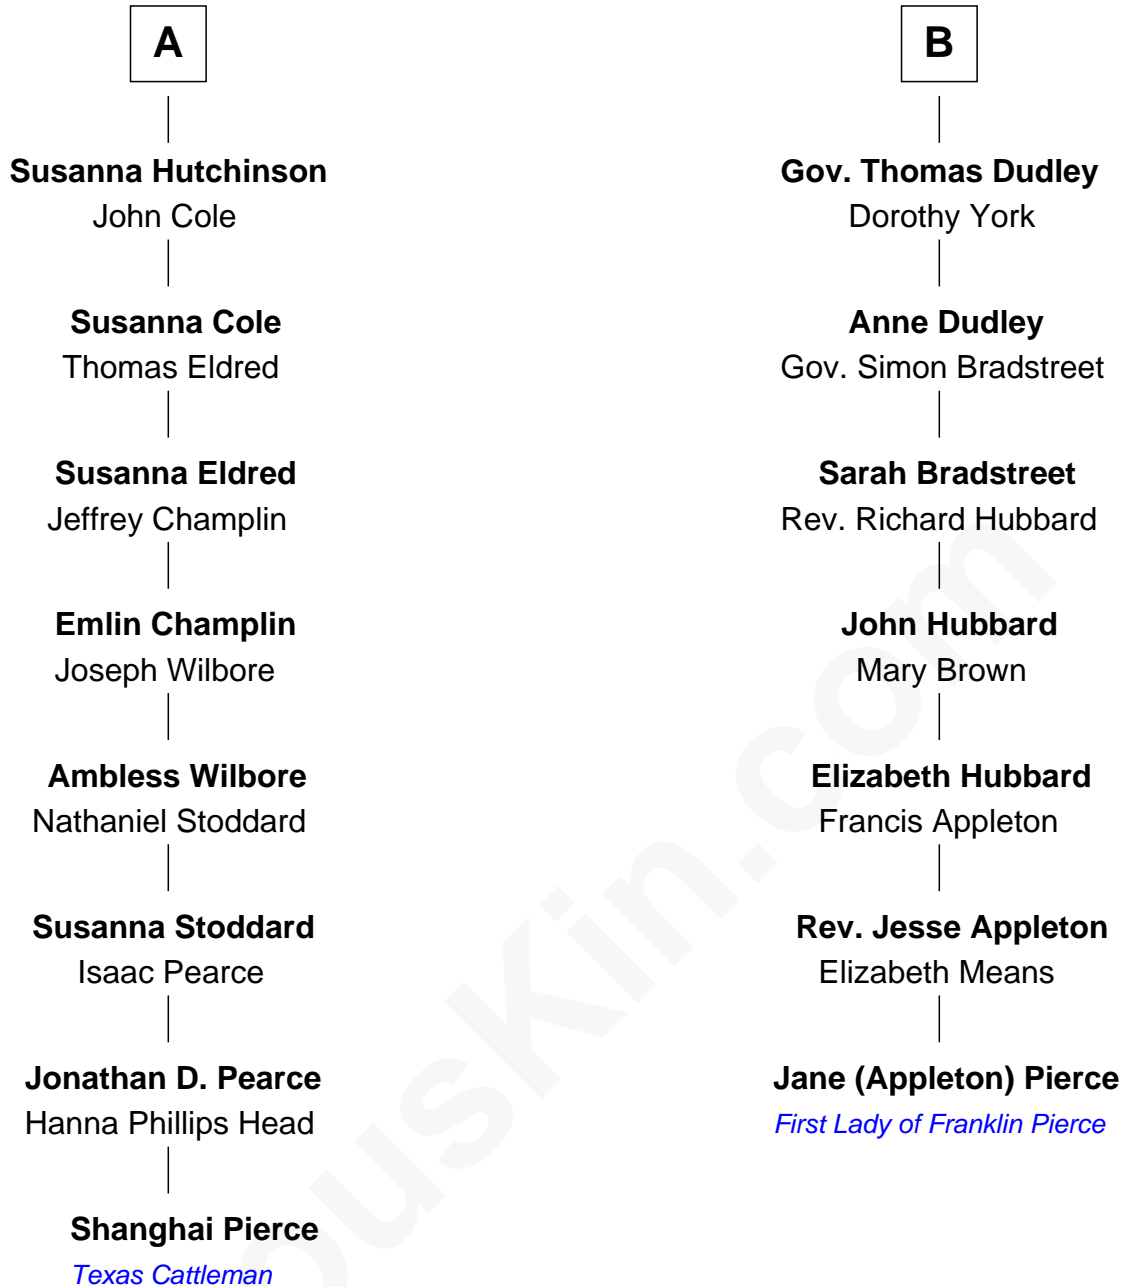 A
Susanna Hutchinson
John Cole
Susanna Cole
Thomas Eldred
Susanna Eldred
Jeffrey Champlin
Emlin Champlin
Joseph Wilbore
Ambless Wilbore
Nathaniel Stoddard
Susanna Stoddard
Isaac Pearce
Jonathan D. Pearce
Hanna Phillips Head
Shanghai Pierce
Texas Cattleman
B
Gov. Thomas Dudley
Dorothy York
Anne Dudley
Gov. Simon Bradstreet
Sarah Bradstreet
Rev. Richard Hubbard
John Hubbard
Mary Brown
Elizabeth Hubbard
Francis Appleton
Rev. Jesse Appleton
Elizabeth Means
Jane (Appleton) Pierce
First Lady of Franklin Pierce
ousKin.com